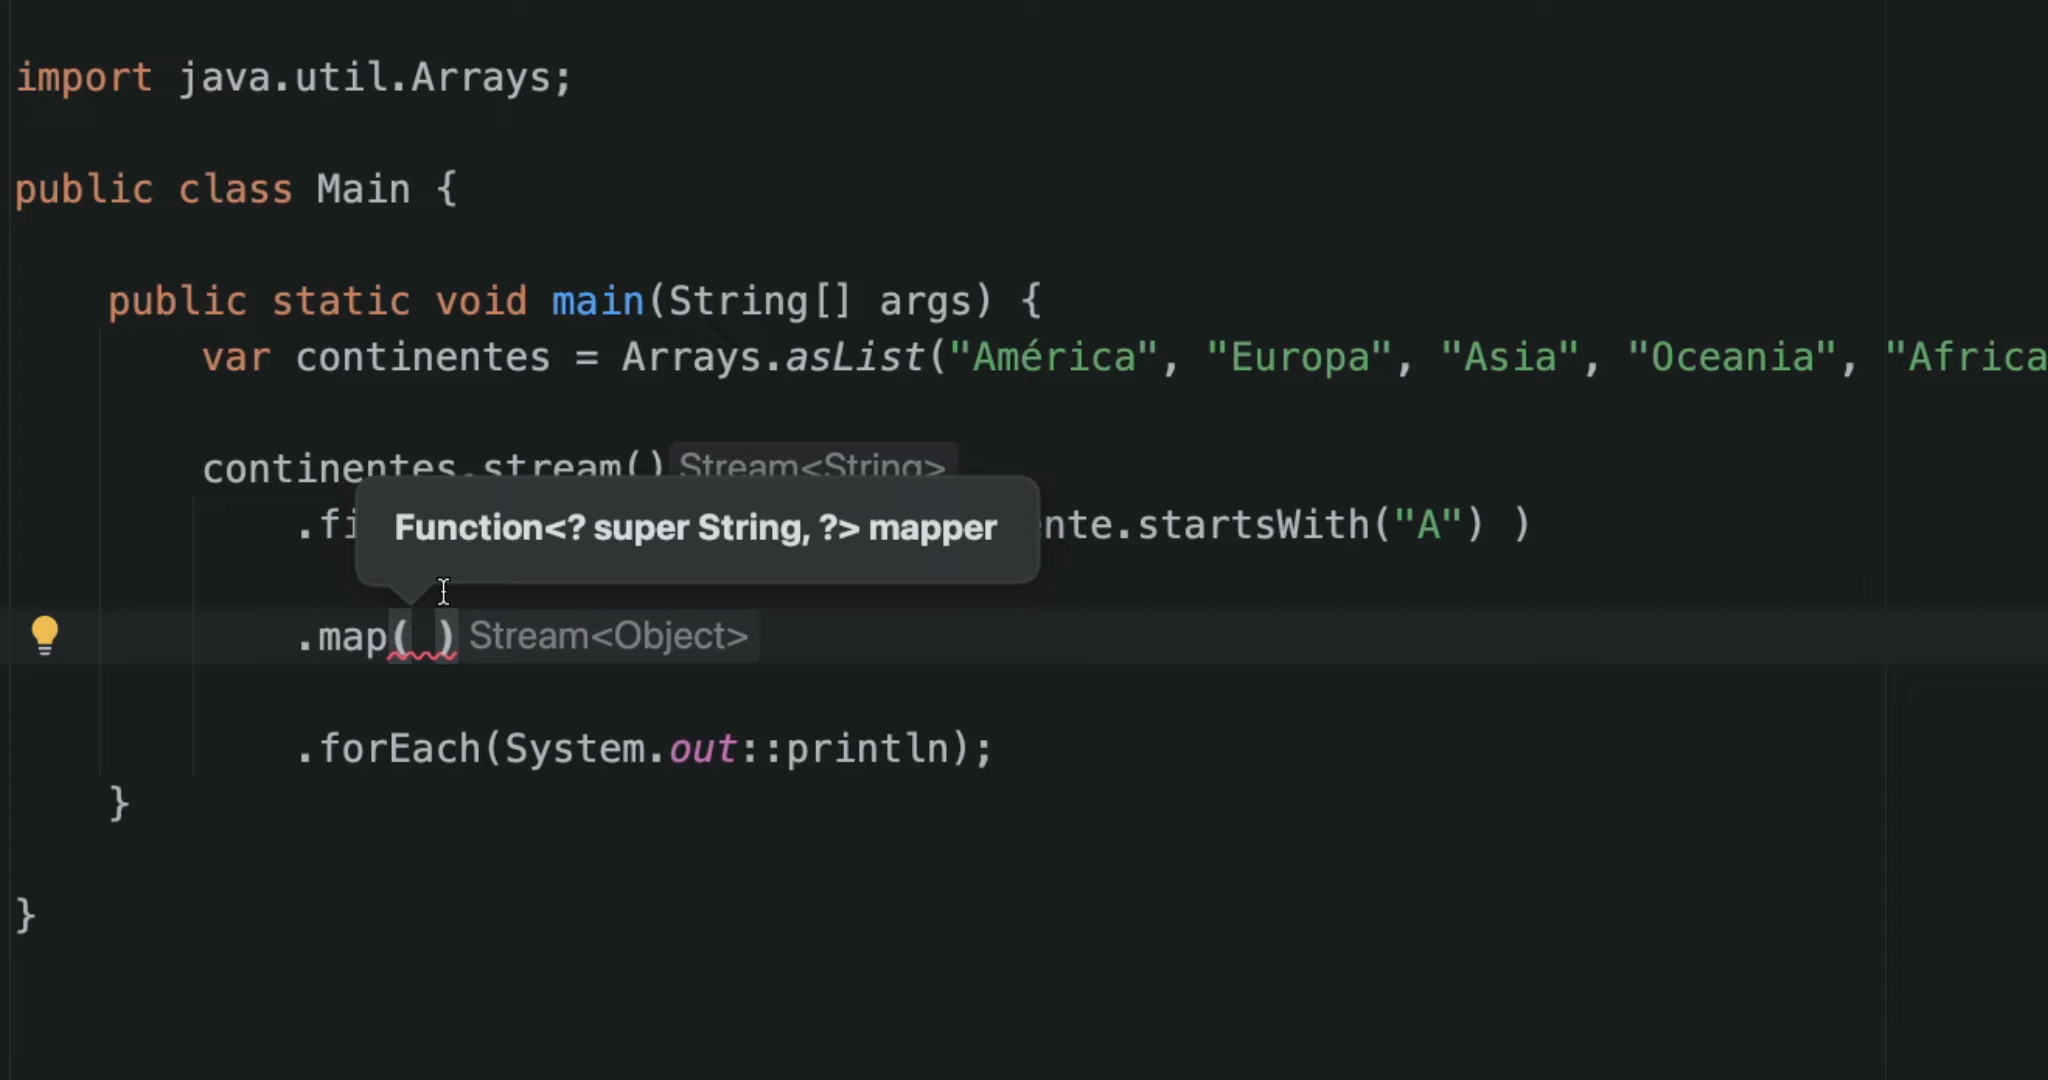 import java.util.Arrays;
public class Main {
public static void main(String[] args) {
var continentes = Arrays.asList("América", "Europa", "Asia", "Oceania", "Africa
continentes.stream() Stream<String>
Function<? super String, ?> mapper
.fi nte.startsWith("A") )
.map( ) Stream<Object>
.forEach(System.out::println);
}
}